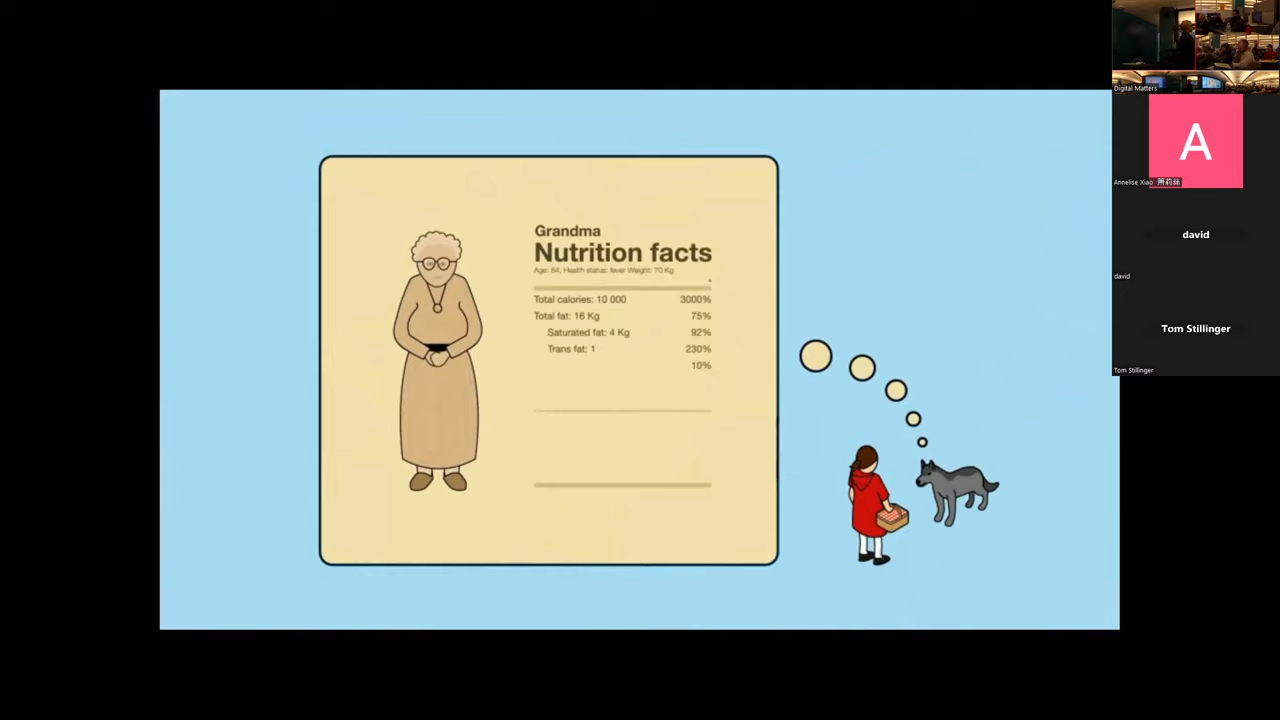 Grandma
Nutrition facts
Age: 84, Health status: fever Weight: 70 Kg
Total calories: 10 000 3000%
Total fat: 16 Kg 75%
Saturated fat: 4 Kg 92%
Trans fat: 1 230%
10%
Digital Matters
A
Annelise Xiao 萧莉赫
david
david
Tom Stillinger
Tom Stillinger